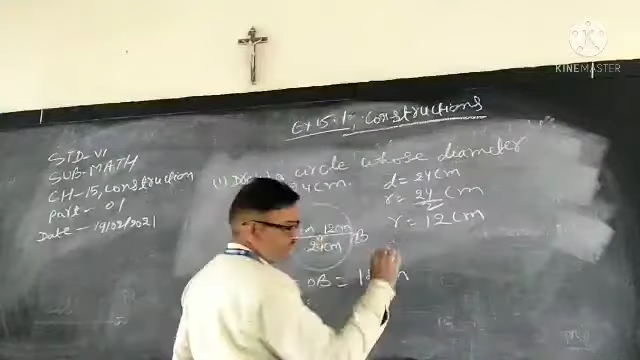 KINEMASTER
Ex 15.1, Constructions
STD-VI
SUB-MATH
CH-15, construction
Part-01
Date-19/02/2021
(1) Draw a circle whose diameter
24cm.
d=24cm
r=24 cm
2
r=12cm
12cm
24cm
B
= OB = 1